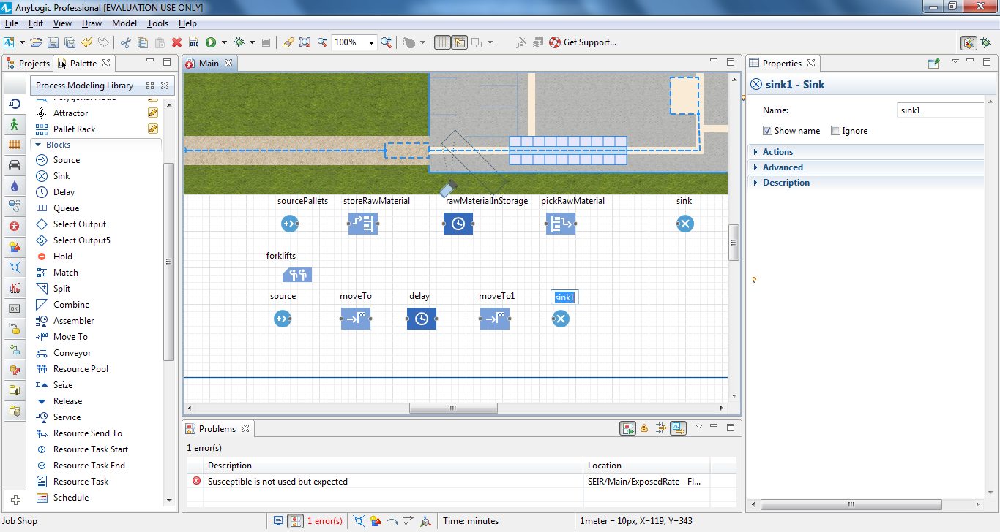 AnyLogic Professional [EVALUATION USE ONLY]
File Edit View Draw Model Tools Help
100% Get Support...
Projects Palette
Main
Properties
Process Modeling Library
Polygonal Node
Attractor
Pallet Rack
Blocks
Source
Sink
Delay
Queue
Select Output
Select Output5
Hold
Match
Split
Combine
Assembler
Move To
Conveyor
Resource Pool
Seize
Release
Service
Resource Send To
Resource Task Start
Resource Task End
Resource Task
Schedule
OK
sourcePallets storeRawMaterial rawMaterialInStorage pickRawMaterial sink
forklifts
source moveTo delay moveTo1 sink1
Problems
1 error(s)
Description Location
Susceptible is not used but expected SEIR/Main/ExposedRate - Fl...
sink1 - Sink
Name: sink1
Show name Ignore
Actions
Advanced
Description
Job Shop 1 error(s) Time: minutes 1meter = 10px, X=119, Y=343